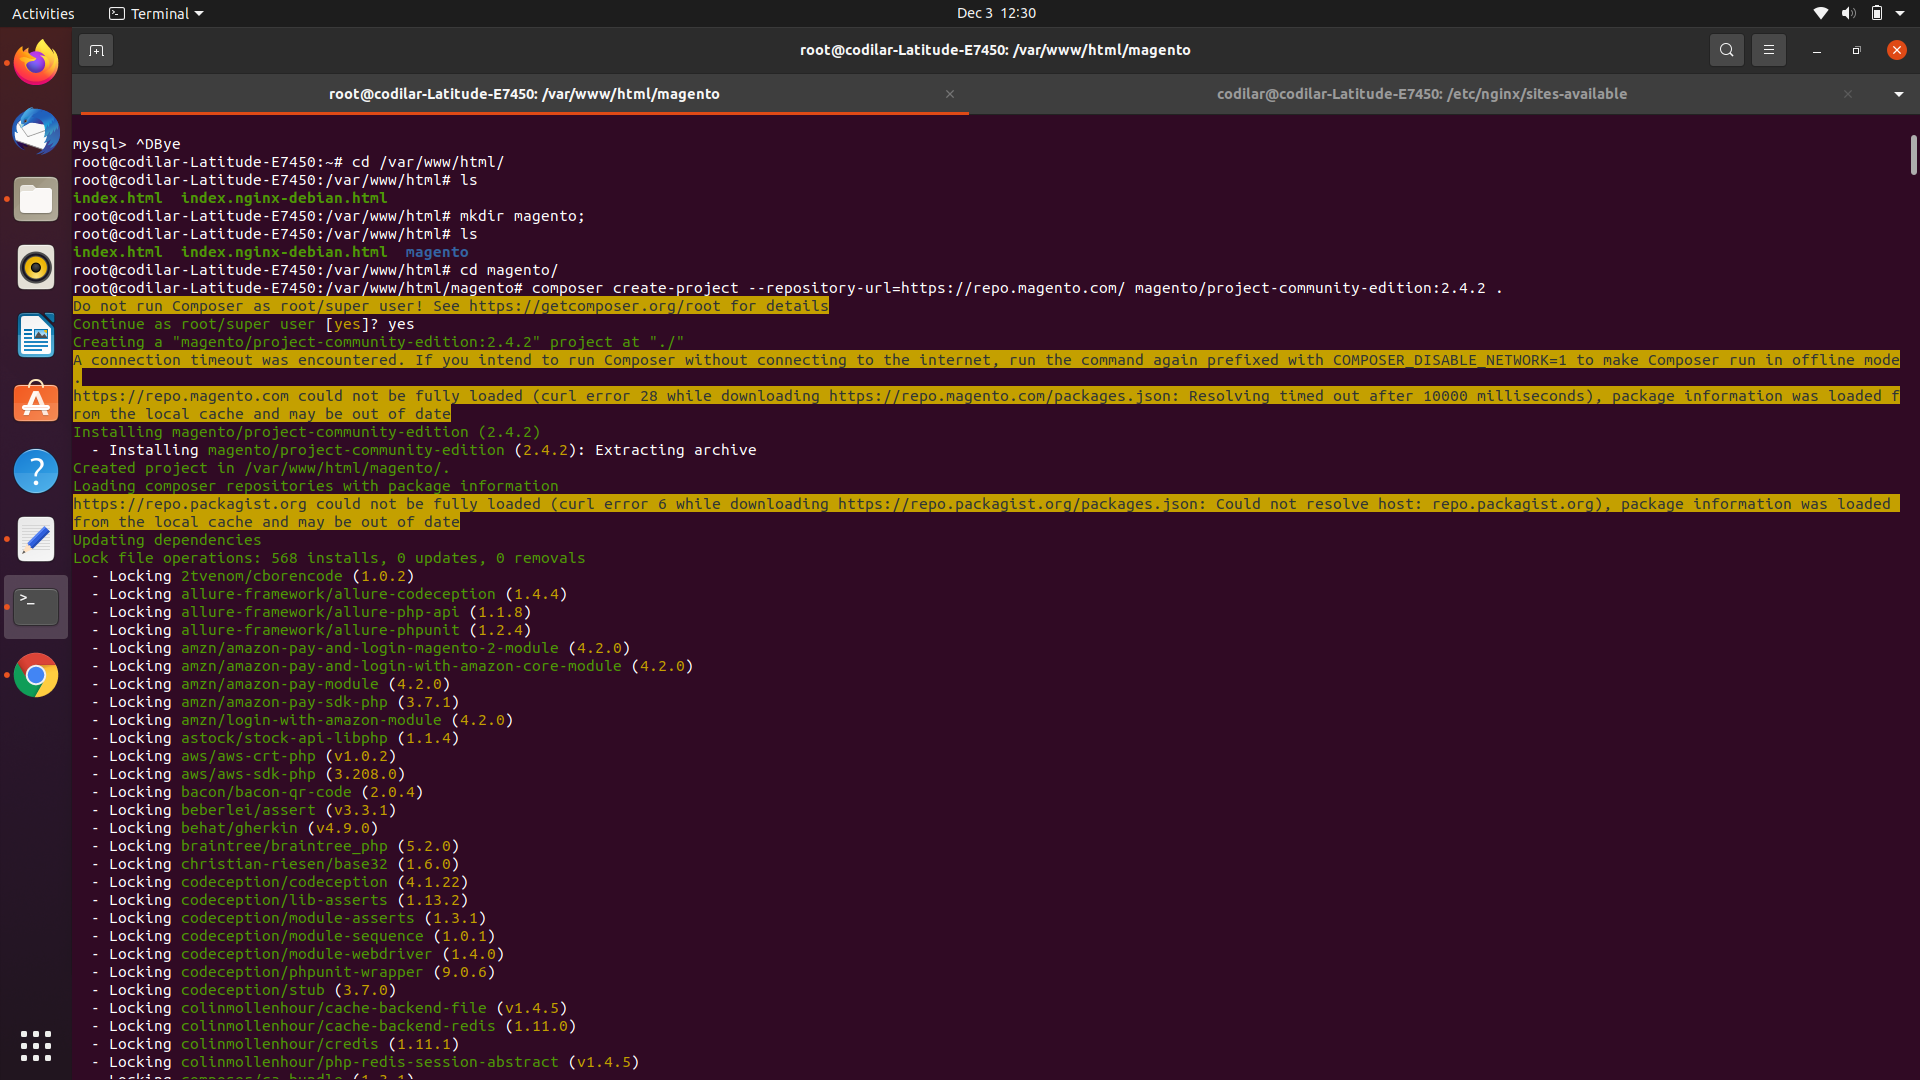 Activities
Terminal
Dec 3 12:30
root@codilar-Latitude-E7450: /var/www/html/magento
root@codilar-Latitude-E7450: /var/www/html/magento
codilar@codilar-Latitude-E7450: /etc/nginx/sites-available
mysql> ^DBye
root@codilar-Latitude-E7450:~# cd /var/www/html/
root@codilar-Latitude-E7450:/var/www/html# ls
index.html  index.nginx-debian.html
root@codilar-Latitude-E7450:/var/www/html# mkdir magento;
root@codilar-Latitude-E7450:/var/www/html# ls
index.html  index.nginx-debian.html  magento
root@codilar-Latitude-E7450:/var/www/html# cd magento/
root@codilar-Latitude-E7450:/var/www/html/magento# composer create-project --repository-url=https://repo.magento.com/ magento/project-community-edition:2.4.2 .
Do not run Composer as root/super user! See https://getcomposer.org/root for details
Continue as root/super user [yes]? yes
Creating a "magento/project-community-edition:2.4.2" project at "./"
A connection timeout was encountered. If you intend to run Composer without connecting to the internet, run the command again prefixed with COMPOSER_DISABLE_NETWORK=1 to make Composer run in offline mode
.
https://repo.magento.com could not be fully loaded (curl error 28 while downloading https://repo.magento.com/packages.json: Resolving timed out after 10000 milliseconds), package information was loaded f
rom the local cache and may be out of date
Installing magento/project-community-edition (2.4.2)
  - Installing magento/project-community-edition (2.4.2): Extracting archive
Created project in /var/www/html/magento/.
Loading composer repositories with package information
https://repo.packagist.org could not be fully loaded (curl error 6 while downloading https://repo.packagist.org/packages.json: Could not resolve host: repo.packagist.org), package information was loaded
from the local cache and may be out of date
Updating dependencies
Lock file operations: 568 installs, 0 updates, 0 removals
  - Locking 2tvenom/cborencode (1.0.2)
  - Locking allure-framework/allure-codeception (1.4.4)
  - Locking allure-framework/allure-php-api (1.1.8)
  - Locking allure-framework/allure-phpunit (1.2.4)
  - Locking amzn/amazon-pay-and-login-magento-2-module (4.2.0)
  - Locking amzn/amazon-pay-and-login-with-amazon-core-module (4.2.0)
  - Locking amzn/amazon-pay-module (4.2.0)
  - Locking amzn/amazon-pay-sdk-php (3.7.1)
  - Locking amzn/login-with-amazon-module (4.2.0)
  - Locking astock/stock-api-libphp (1.1.4)
  - Locking aws/aws-crt-php (v1.0.2)
  - Locking aws/aws-sdk-php (3.208.0)
  - Locking bacon/bacon-qr-code (2.0.4)
  - Locking beberlei/assert (v3.3.1)
  - Locking behat/gherkin (v4.9.0)
  - Locking braintree/braintree_php (5.2.0)
  - Locking christian-riesen/base32 (1.6.0)
  - Locking codeception/codeception (4.1.22)
  - Locking codeception/lib-asserts (1.13.2)
  - Locking codeception/module-asserts (1.3.1)
  - Locking codeception/module-sequence (1.0.1)
  - Locking codeception/module-webdriver (1.4.0)
  - Locking codeception/phpunit-wrapper (9.0.6)
  - Locking codeception/stub (3.7.0)
  - Locking colinmollenhour/cache-backend-file (v1.4.5)
  - Locking colinmollenhour/cache-backend-redis (1.11.0)
  - Locking colinmollenhour/credis (1.11.1)
  - Locking colinmollenhour/php-redis-session-abstract (v1.4.5)
  - Locking composer/ca-bundle (1.3.1)